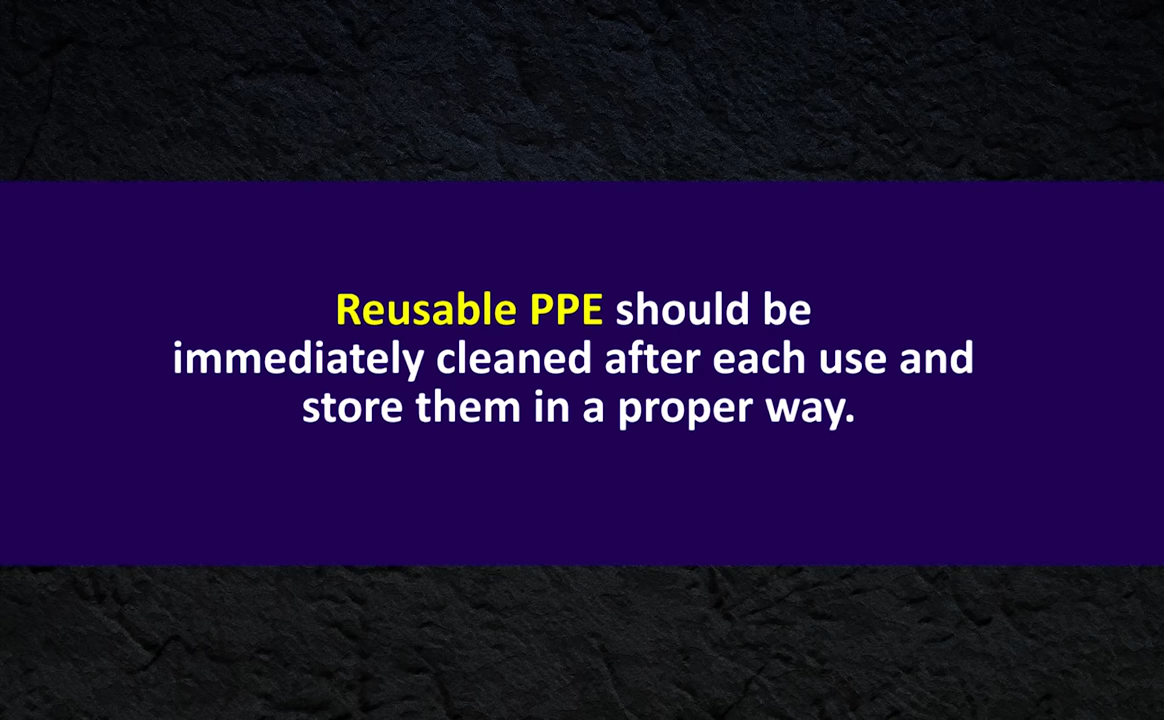 Reusable PPE should be
immediately cleaned after each use and
store them in a proper way.